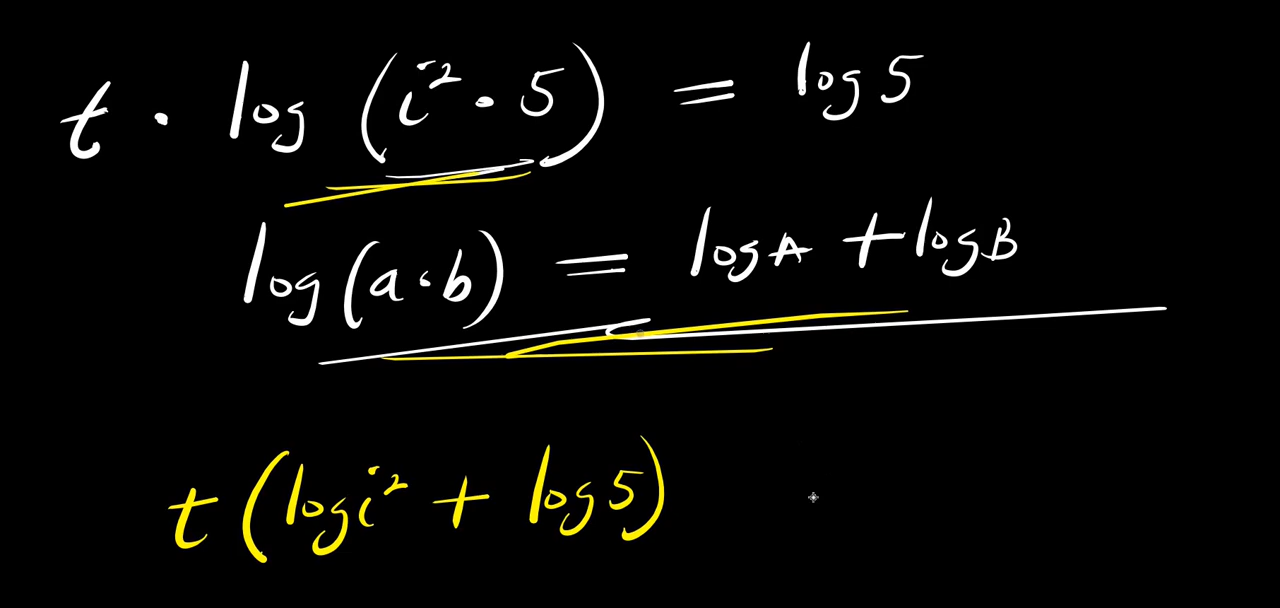 t · log (i² · 5) = log 5
log (a · b) = log A + log B
t (log i² + log 5)